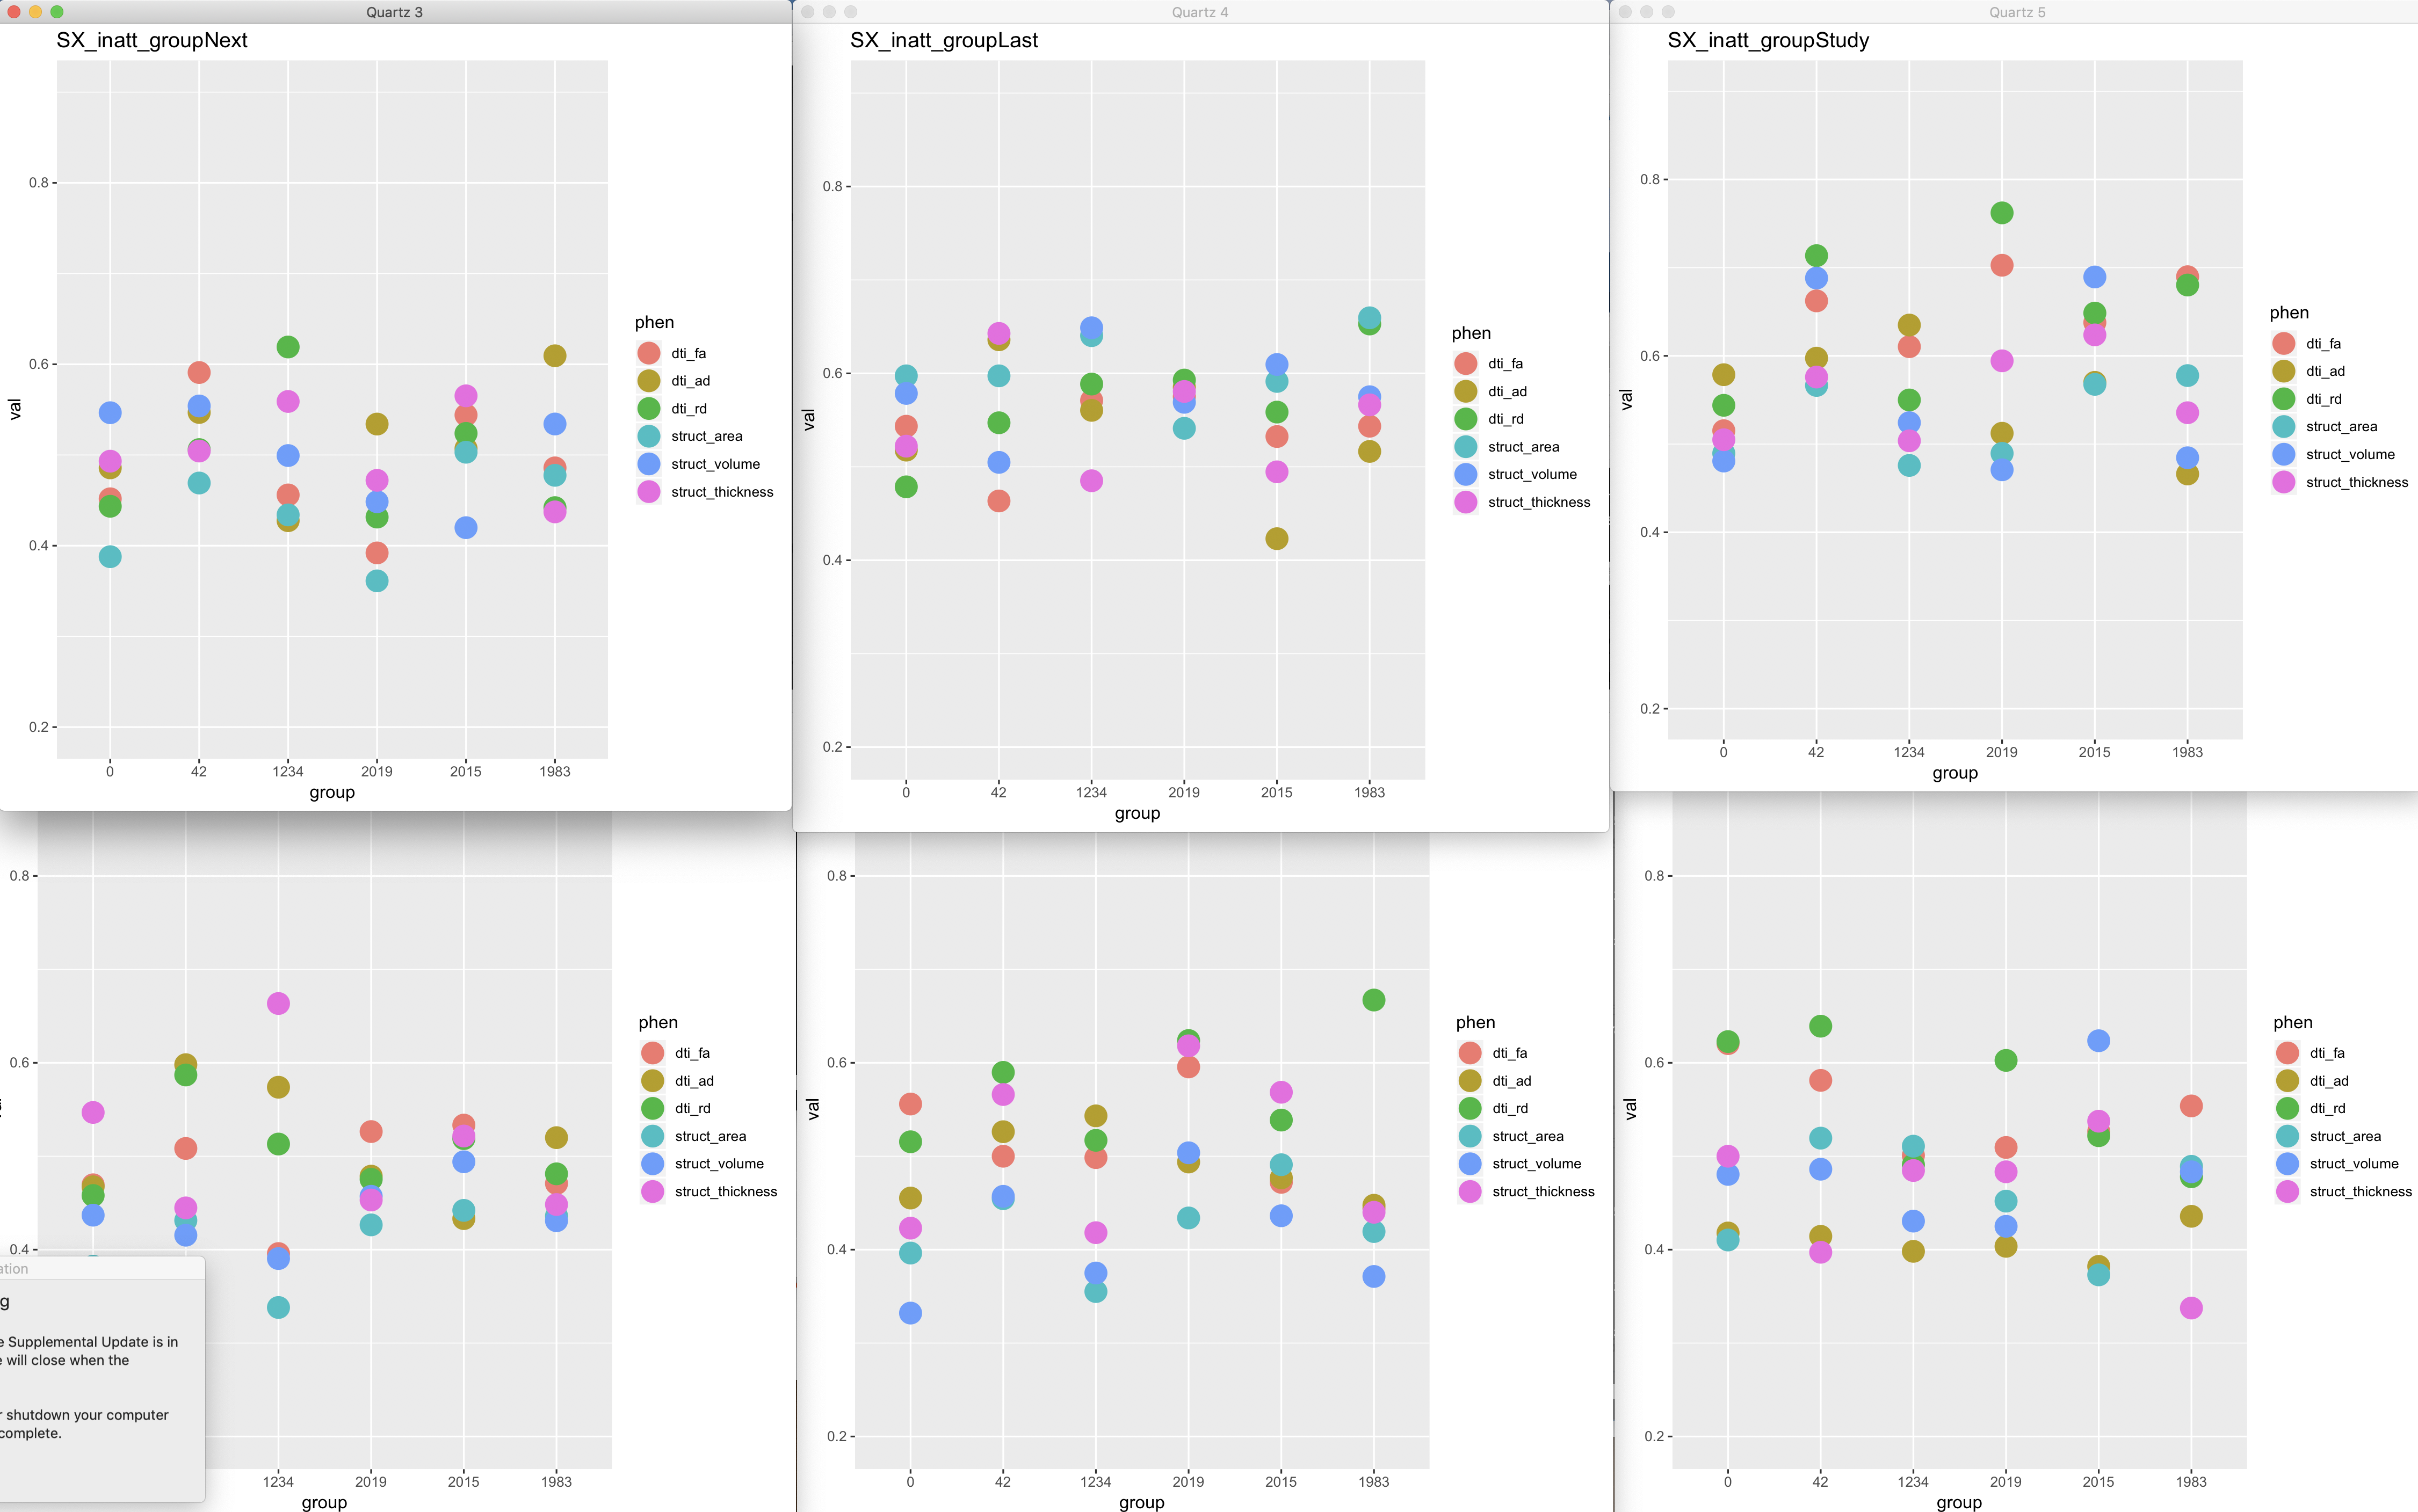 Quartz 3
SX_inatt_groupNext
val
0.8
0.6
0.4
0.2
0 42 1234 2019 2015 1983
group
phen
dti_fa
dti_ad
dti_rd
struct_area
struct_volume
struct_thickness
Quartz 4
SX_inatt_groupLast
val
0.8
0.6
0.4
0.2
0 42 1234 2019 2015 1983
group
phen
dti_fa
dti_ad
dti_rd
struct_area
struct_volume
struct_thickness
Quartz 5
SX_inatt_groupStudy
val
0.8
0.6
0.4
0.2
0 42 1234 2019 2015 1983
group
phen
dti_fa
dti_ad
dti_rd
struct_area
struct_volume
struct_thickness
0.8
0.6
0.4
1234 2019 2015 1983
group
phen
dti_fa
dti_ad
dti_rd
struct_area
struct_volume
struct_thickness
ation
g
e Supplemental Update is in
e will close when the
r shutdown your computer
complete.
val
0.8
0.6
0.4
0.2
0 42 1234 2019 2015 1983
group
phen
dti_fa
dti_ad
dti_rd
struct_area
struct_volume
struct_thickness
val
0.8
0.6
0.4
0.2
0 42 1234 2019 2015 1983
group
phen
dti_fa
dti_ad
dti_rd
struct_area
struct_volume
struct_thickness